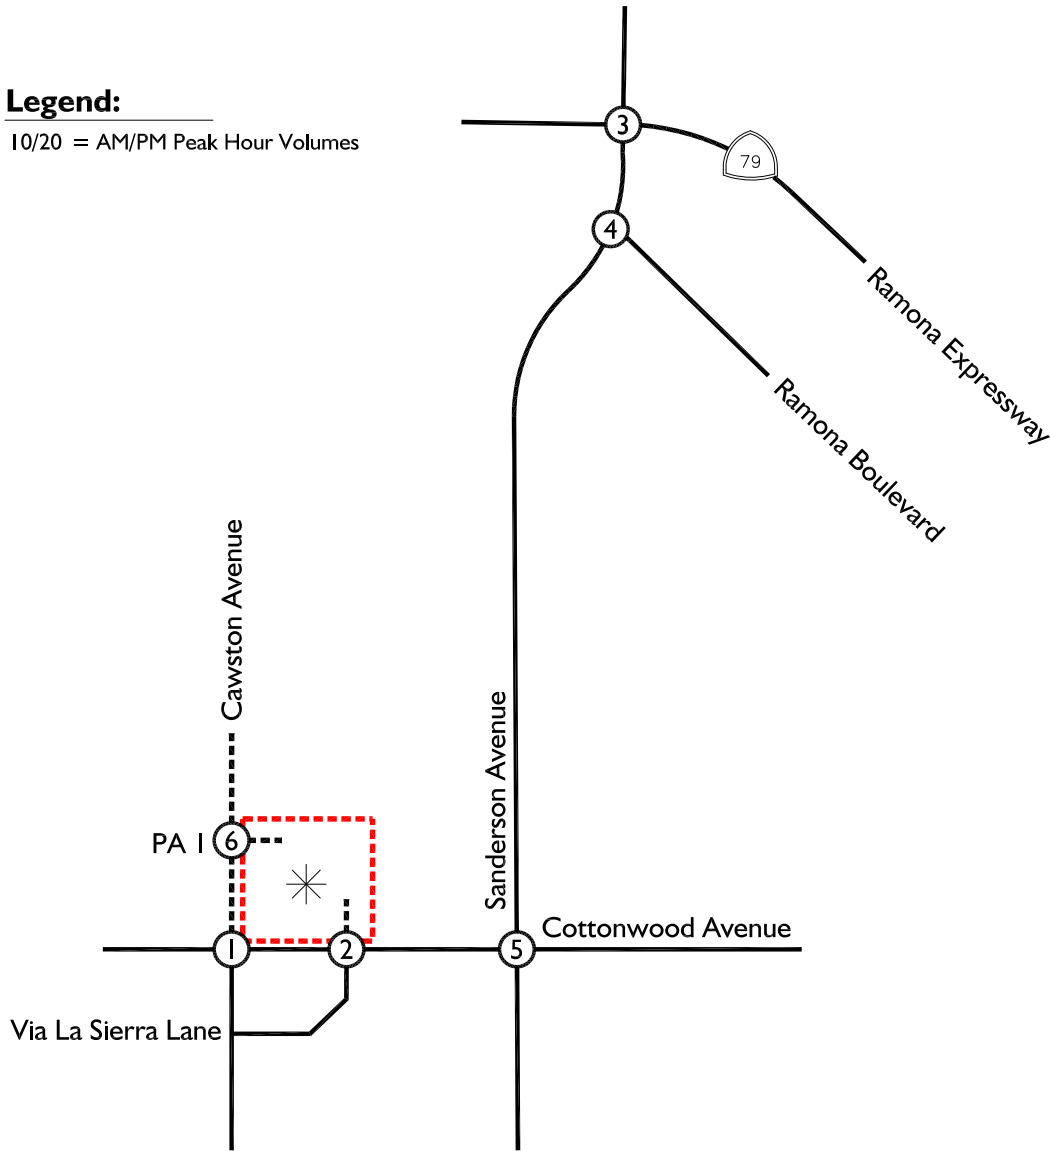 Legend:
10/20 = AM/PM Peak Hour Volumes
3
79
4
Ramona Expressway
Ramona Boulevard
Cawston Avenue
Sanderson Avenue
PA 1
6
Cottonwood Avenue
1
2
5
Via La Sierra Lane